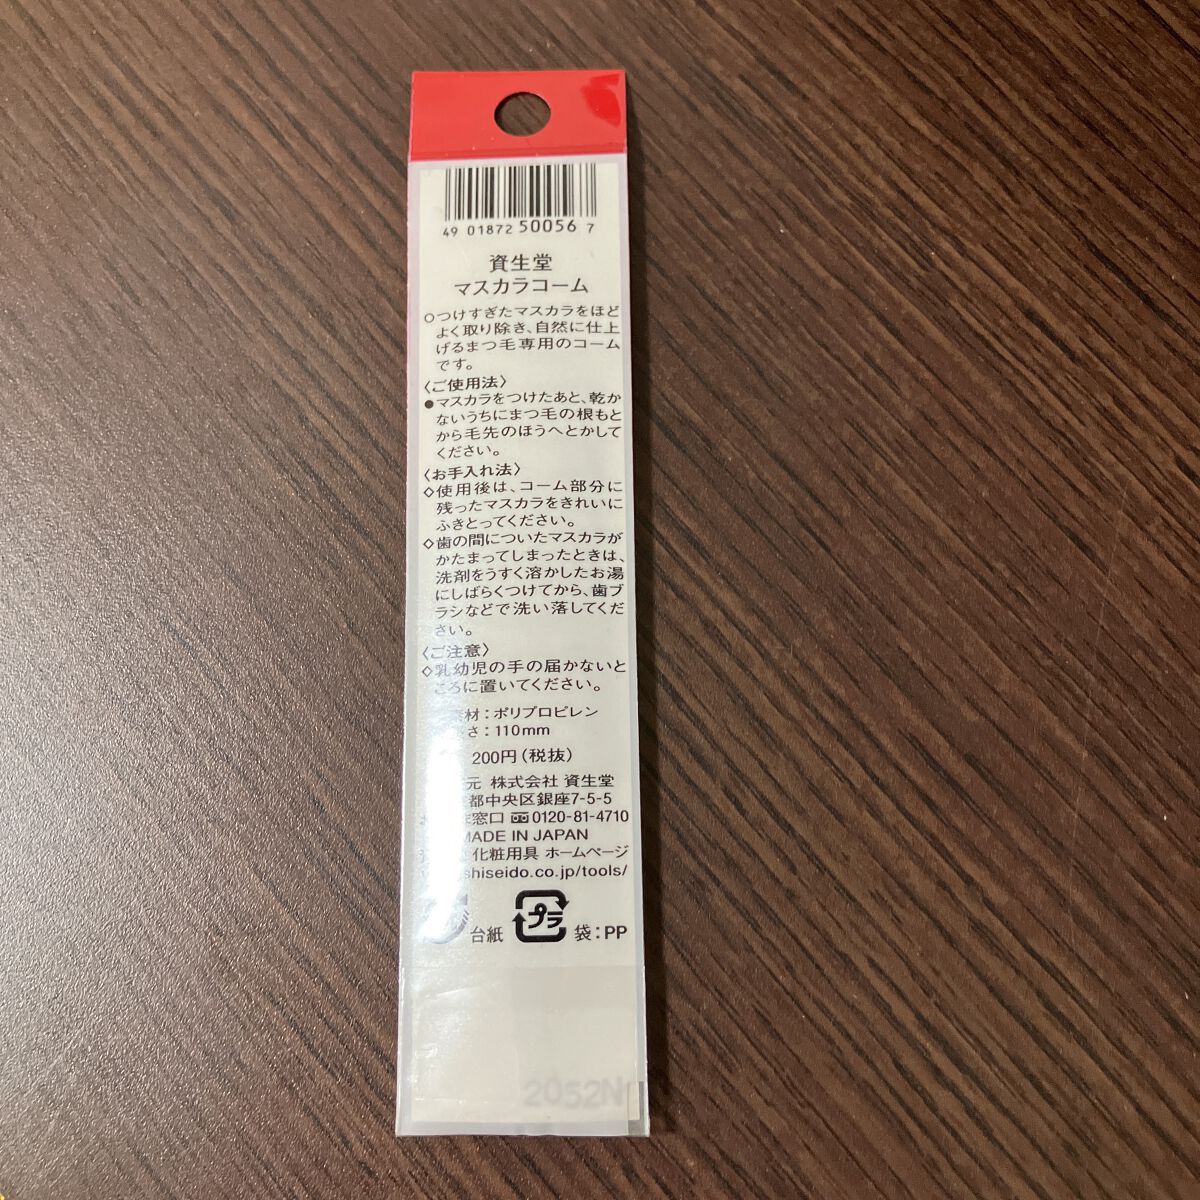 49 01872 50056 7
資生堂
マスカラコーム
○つけすぎたマスカラをほど
よく取り除き、自然に仕上
げるまつ毛専用のコーム
です。
〈ご使用法〉
●マスカラをつけたあと、乾か
ないうちにまつ毛の根もと
から毛先のほうへとかして
ください。
〈お手入れ法〉
◇使用後は、コーム部分に
残ったマスカラをきれいに
ふきとってください。
◇歯の間についたマスカラが
かたまってしまったときは、
洗剤をうすく溶かしたお湯
にしばらくつけてから、歯ブ
ラシなどで洗い落してくだ
さい。
〈ご注意〉
◇乳幼児の手の届かないと
ころに置いてください。
材：ポリプロピレン
さ：110mm
200円（税抜）
元 株式会社 資生堂
都中央区銀座7-5-5
窓口 0120-81-4710
MADE IN JAPAN
化粧用具 ホームページ
shiseido.co.jp/tools/
台紙 プラ 袋：PP
2052N